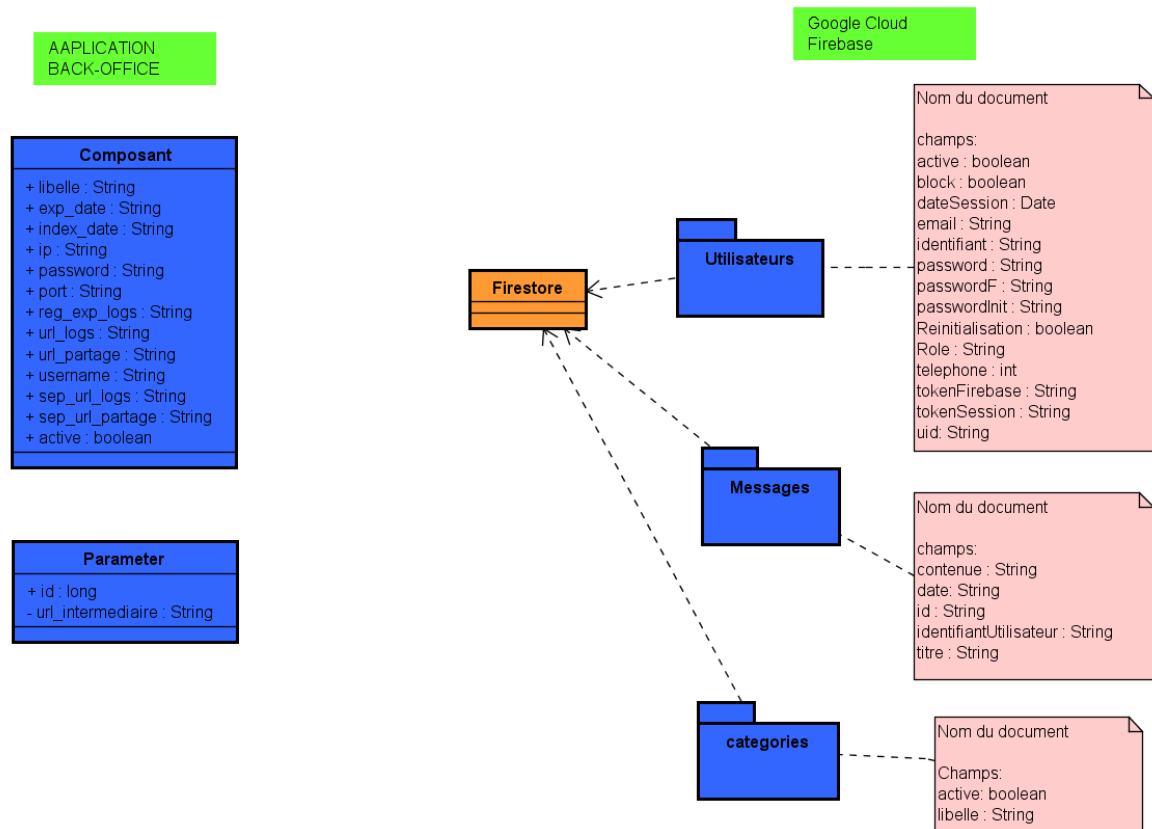 AAPLICATION
BACK-OFFICE
Google Cloud
Firebase
Composant
+ libelle : String
+ exp_date : String
+ index_date : String
+ ip : String
+ password : String
+ port : String
+ reg_exp_logs : String
+ url_logs : String
+ url_partage : String
+ username : String
+ sep_url_logs : String
+ sep_url_partage : String
+ active : boolean
Parameter
+ id : long
- url_intermediaire : String
Firestore
Utilisateurs
Messages
categories
Nom du document
champs:
active : boolean
block : boolean
dateSession : Date
email : String
identifiant : String
password : String
passwordF : String
passwordInit : String
Reinitialisation : boolean
Role : String
telephone : int
tokenFirebase : String
tokenSession : String
uid: String
Nom du document
champs:
contenue : String
date: String
id : String
identifiantUtilisateur : String
titre : String
Nom du document
Champs:
active: boolean
libelle : String